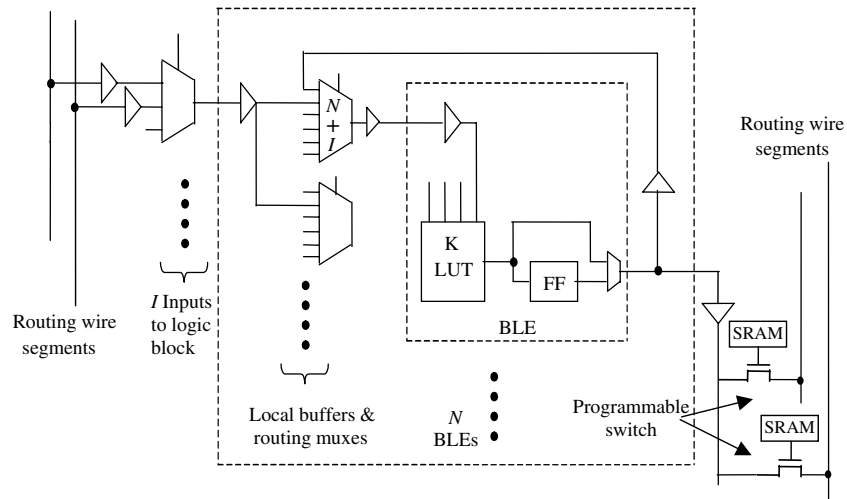 Routing wire
segments
I Inputs
to logic
block
N
+
I
Local buffers &
routing muxes
K
LUT
FF
BLE
N
BLEs
Routing wire
segments
SRAM
Programmable
switch
SRAM